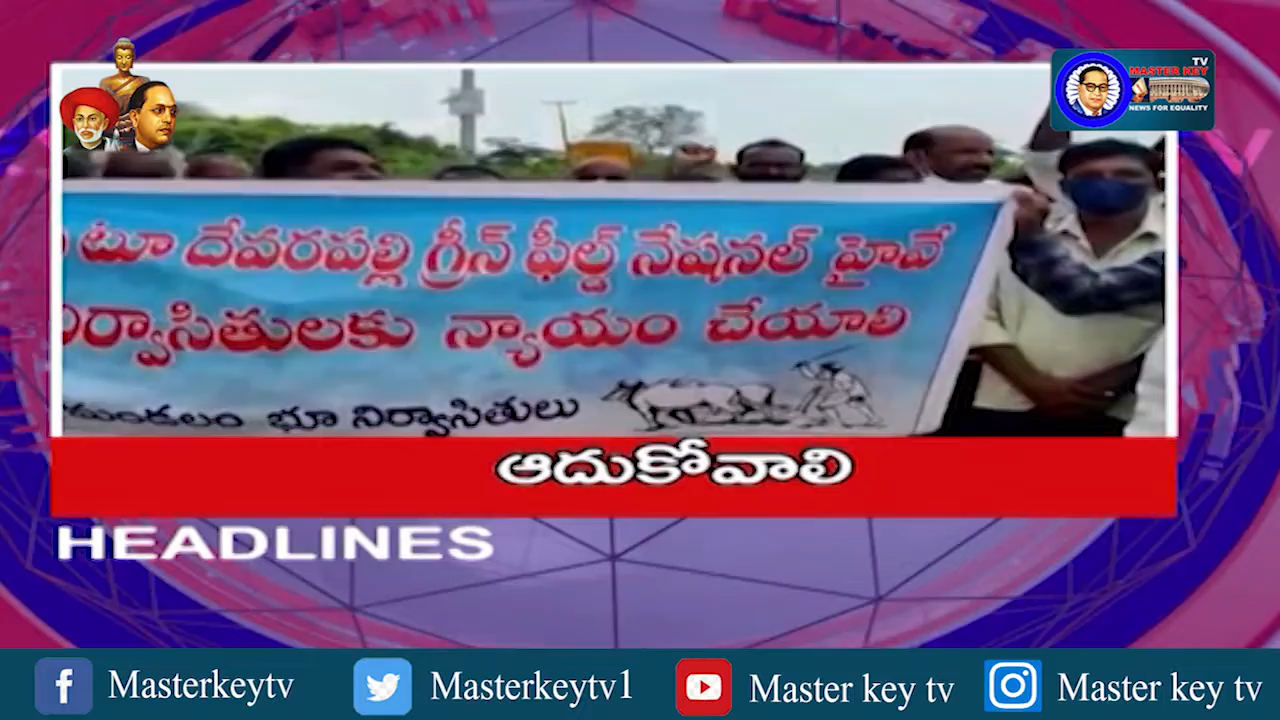 TV
MASTER KEY
NEWS FOR EQUALITY
టూ దేవరపల్లి గ్రీన్ ఫీల్డ్ నేషనల్ హైవే
నిర్వాసితులకు న్యాయం చేయాలి
భూ నిర్వాసితులు
ఆదుకోవాలి
HEADLINES
Masterkeytv
Masterkeytv1
Master key tv
Master key tv